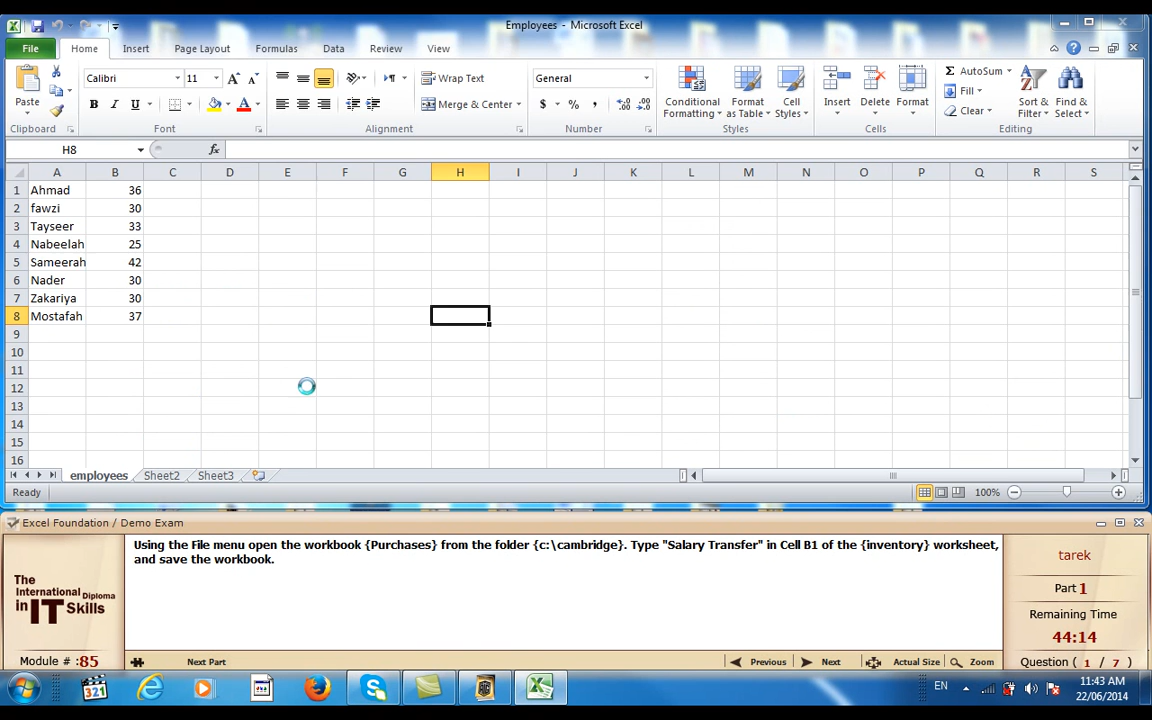 Employees - Microsoft Excel
File Home Insert Page Layout Formulas Data Review View
Calibri 11 Wrap Text General AutoSum
Paste Fill
B I U Merge & Center $ % , Conditional Formatting Format as Table Cell Styles Insert Delete Format Clear Sort & Filter Find & Select
Clipboard Font Alignment Number Styles Cells Editing
H8 fx
A B C D E F G H I J K L M N O P Q R S
1 Ahmad 36
2 fawzi 30
3 Tayseer 33
4 Nabeelah 25
5 Sameerah 42
6 Nader 30
7 Zakariya 30
8 Mostafah 37
9
10
11
12
13
14
15
16
employees Sheet2 Sheet3
Ready 100%
Excel Foundation / Demo Exam
Using the File menu open the workbook {Purchases} from the folder {c:\cambridge}. Type "Salary Transfer" in Cell B1 of the {inventory} worksheet,
and save the workbook.
The
International Diploma
in IT Skills
Module # :85
tarek
Part 1
Remaining Time
44:14
Question ( 1 / 7 )
Next Part Previous Next Actual Size Zoom
321
EN 11:43 AM
22/06/2014